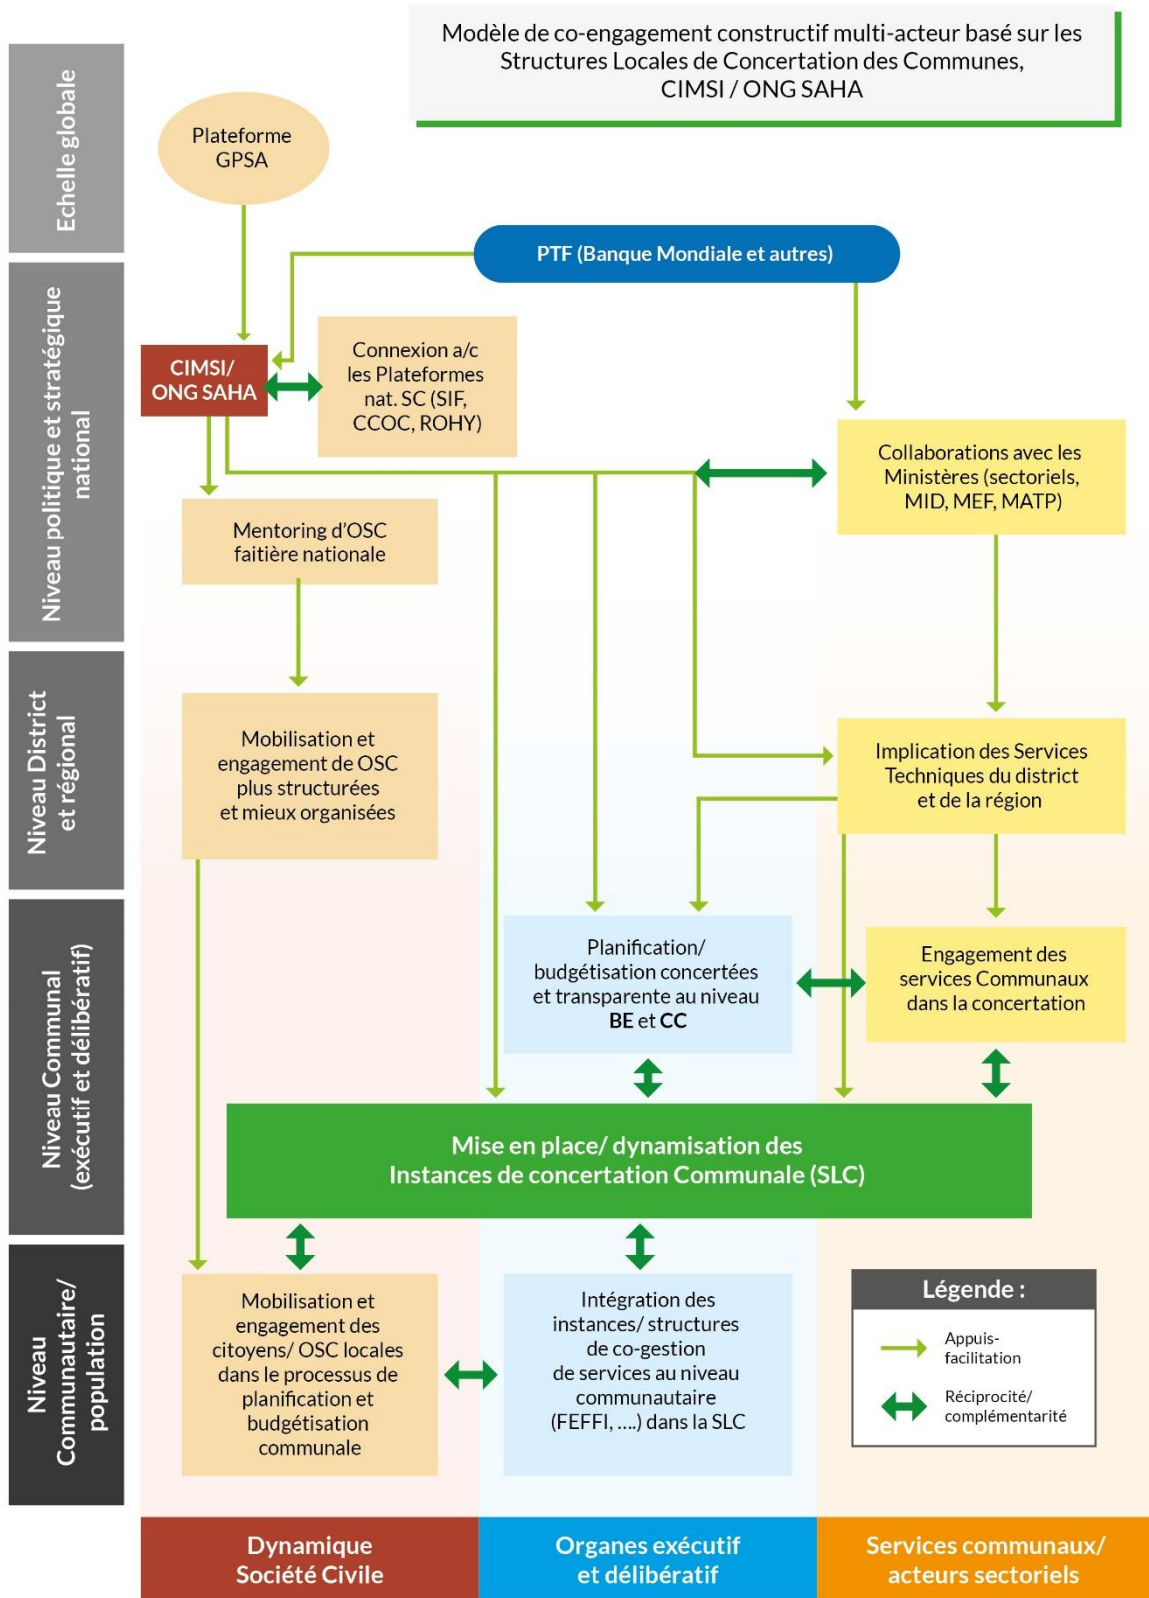 Modèle de co-engagement constructif multi-acteur basé sur les
Structures Locales de Concertation des Communes,
CIMSI / ONG SAHA
Echelle globale
Plateforme
GPSA
PTF (Banque Mondiale et autres)
Niveau politique et stratégique
national
CIMSI/
ONG SAHA
Connexion a/c
les Plateformes
nat. SC (SIF,
CCOC, ROHY)
Collaborations avec les
Ministères (sectoriels,
MID, MEF, MATP)
Mentoring d'OSC
faitière nationale
Niveau District
et régional
Mobilisation et
engagement de OSC
plus structurées
et mieux organisées
Implication des Services
Techniques du district
et de la région
Niveau Communal
(exécutif et délibératif)
Planification/
budgétisation concertées
et transparente au niveau
BE et CC
Engagement des
services Communaux
dans la concertation
Mise en place/ dynamisation des
Instances de concertation Communale (SLC)
Niveau
Communautaire/
population
Mobilisation et
engagement des
citoyens/ OSC locales
dans le processus de
planification et
budgétisation
communale
Intégration des
instances/ structures
de co-gestion
de services au niveau
communautaire
(FEFFI, ....) dans la SLC
Légende :
Appuis-
facilitation
Réciprocité/
complémentarité
Dynamique
Société Civile
Organes exécutif
et délibératif
Services communaux/
acteurs sectoriels